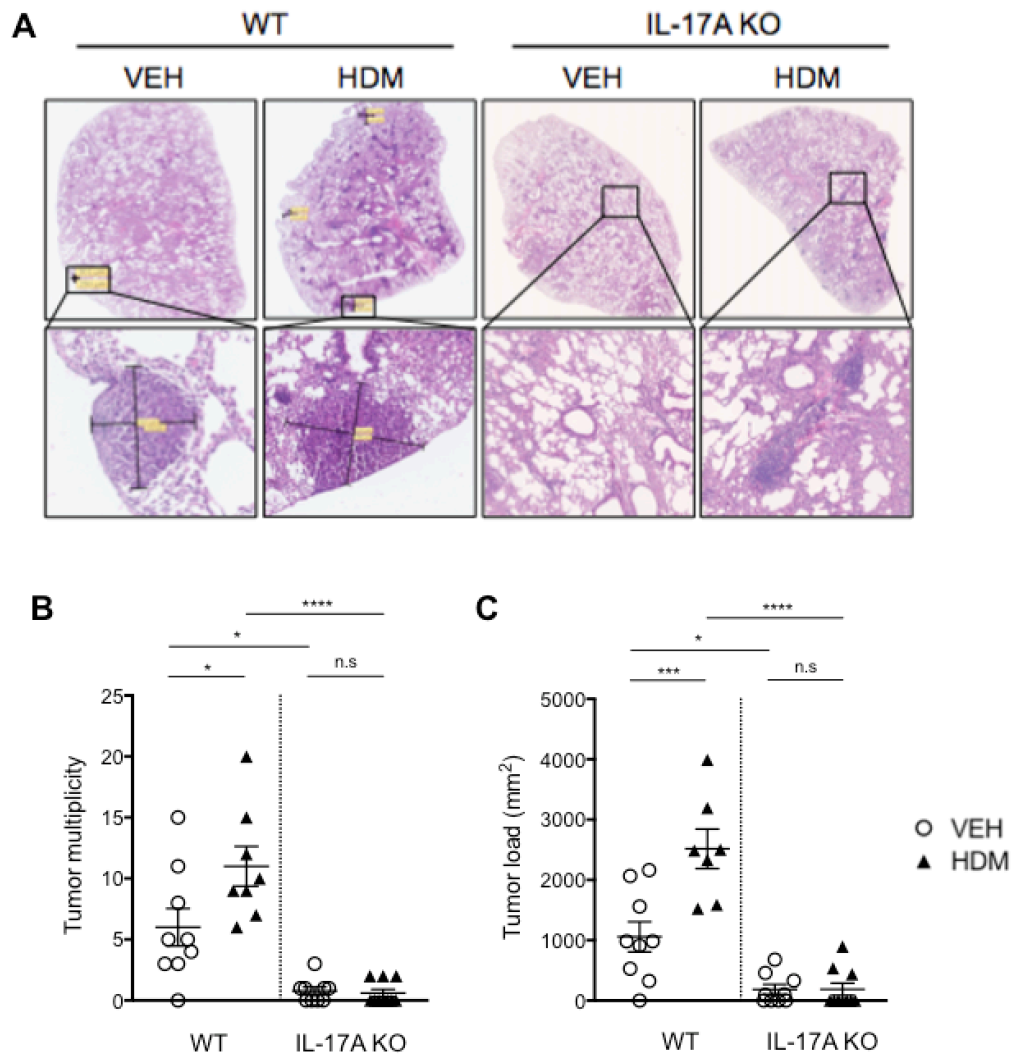 A
WT
IL-17A KO
VEH
HDM
VEH
HDM
B
****
*
*
n.s
25
20
15
10
5
0
Tumor multiplicity
WT
IL-17A KO
C
****
*
***
n.s
5000
4000
3000
2000
1000
0
Tumor load (mm²)
WT
IL-17A KO
VEH
HDM